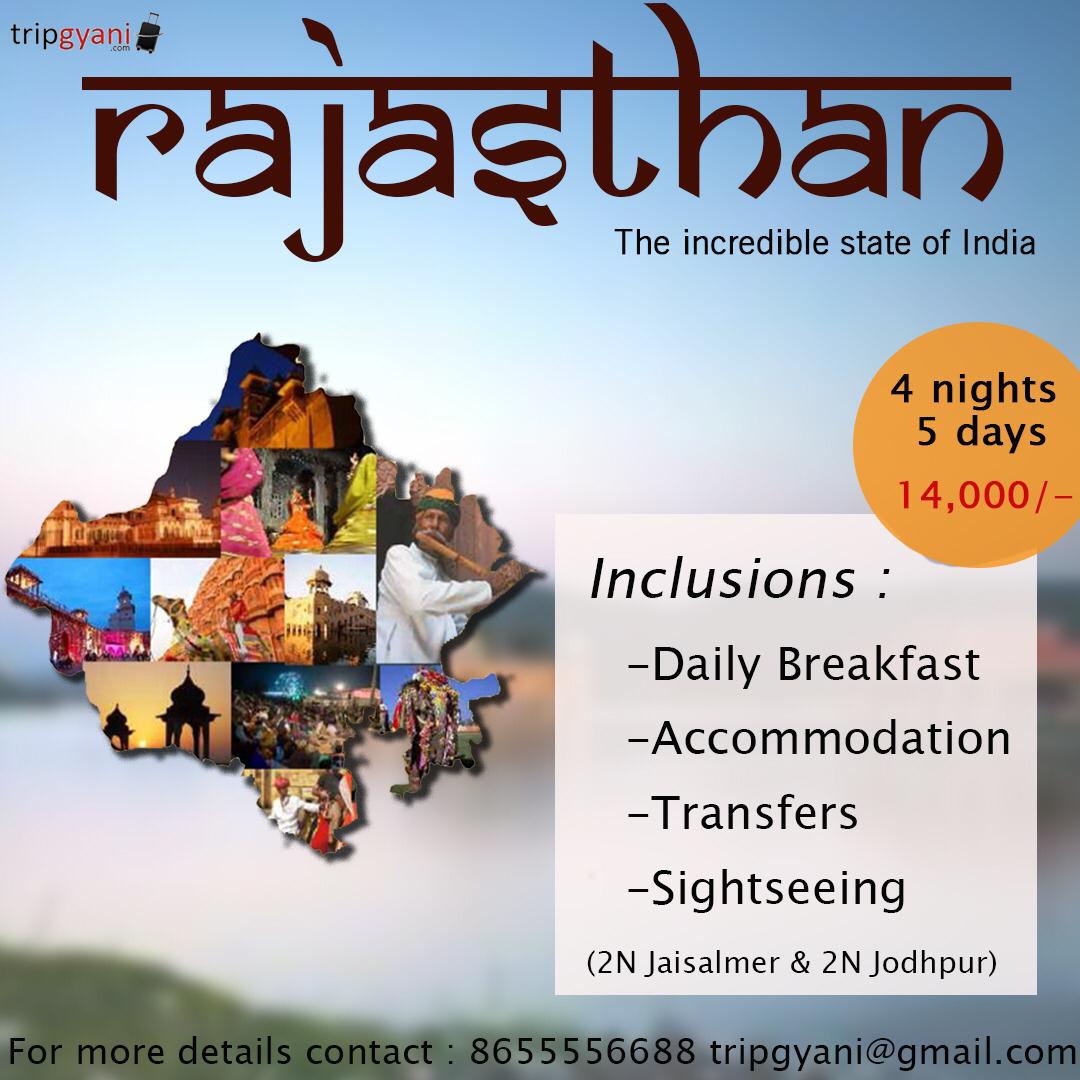 tripgyani
.com
rajasthan
The incredible state of India
4 nights
5 days
14,000/-
Inclusions :
-Daily Breakfast
-Accommodation
-Transfers
-Sightseeing
(2N Jaisalmer & 2N Jodhpur)
For more details contact : 8655556688 tripgyani@gmail.com